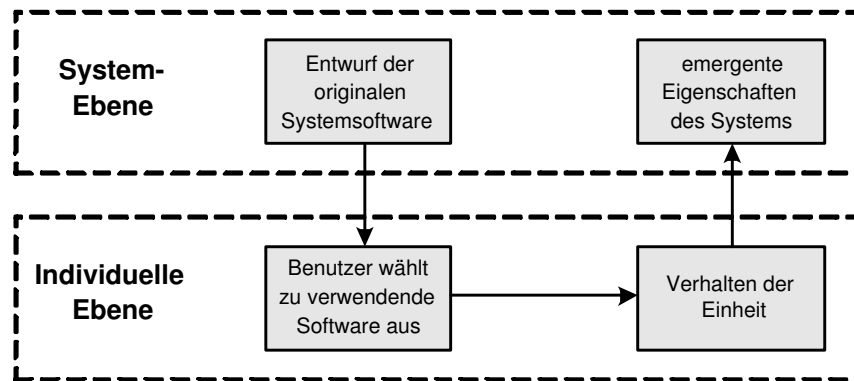 System-
Ebene
Entwurf der
originalen
Systemsoftware
emergente
Eigenschaften
des Systems
Individuelle
Ebene
Benutzer wählt
zu verwendende
Software aus
Verhalten der
Einheit